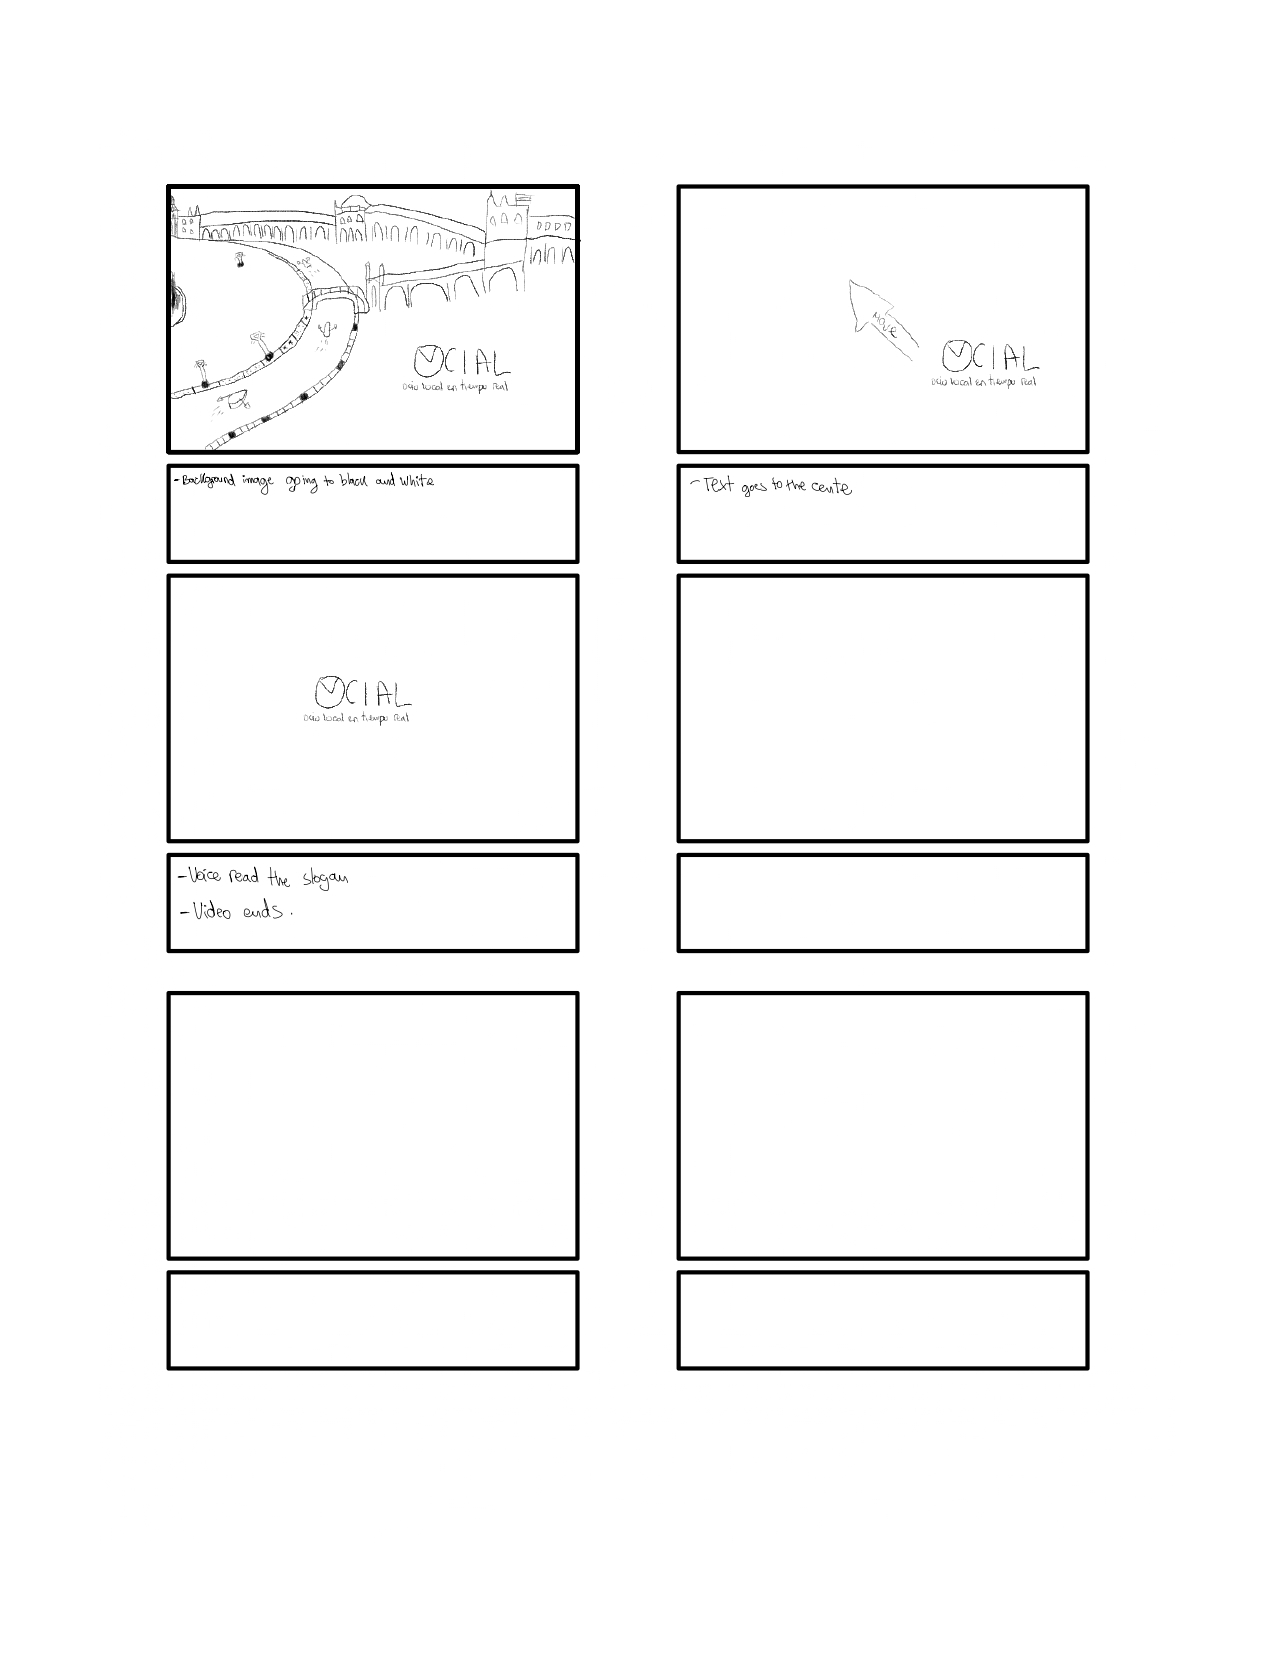 OCIAL
Ocio local en tiempo real
- Background image going to black and white
MOVE
OCIAL
Ocio local en tiempo real
- Text goes to the cente
OCIAL
Ocio local en tiempo real
- Voice read the slogan
- Video ends.